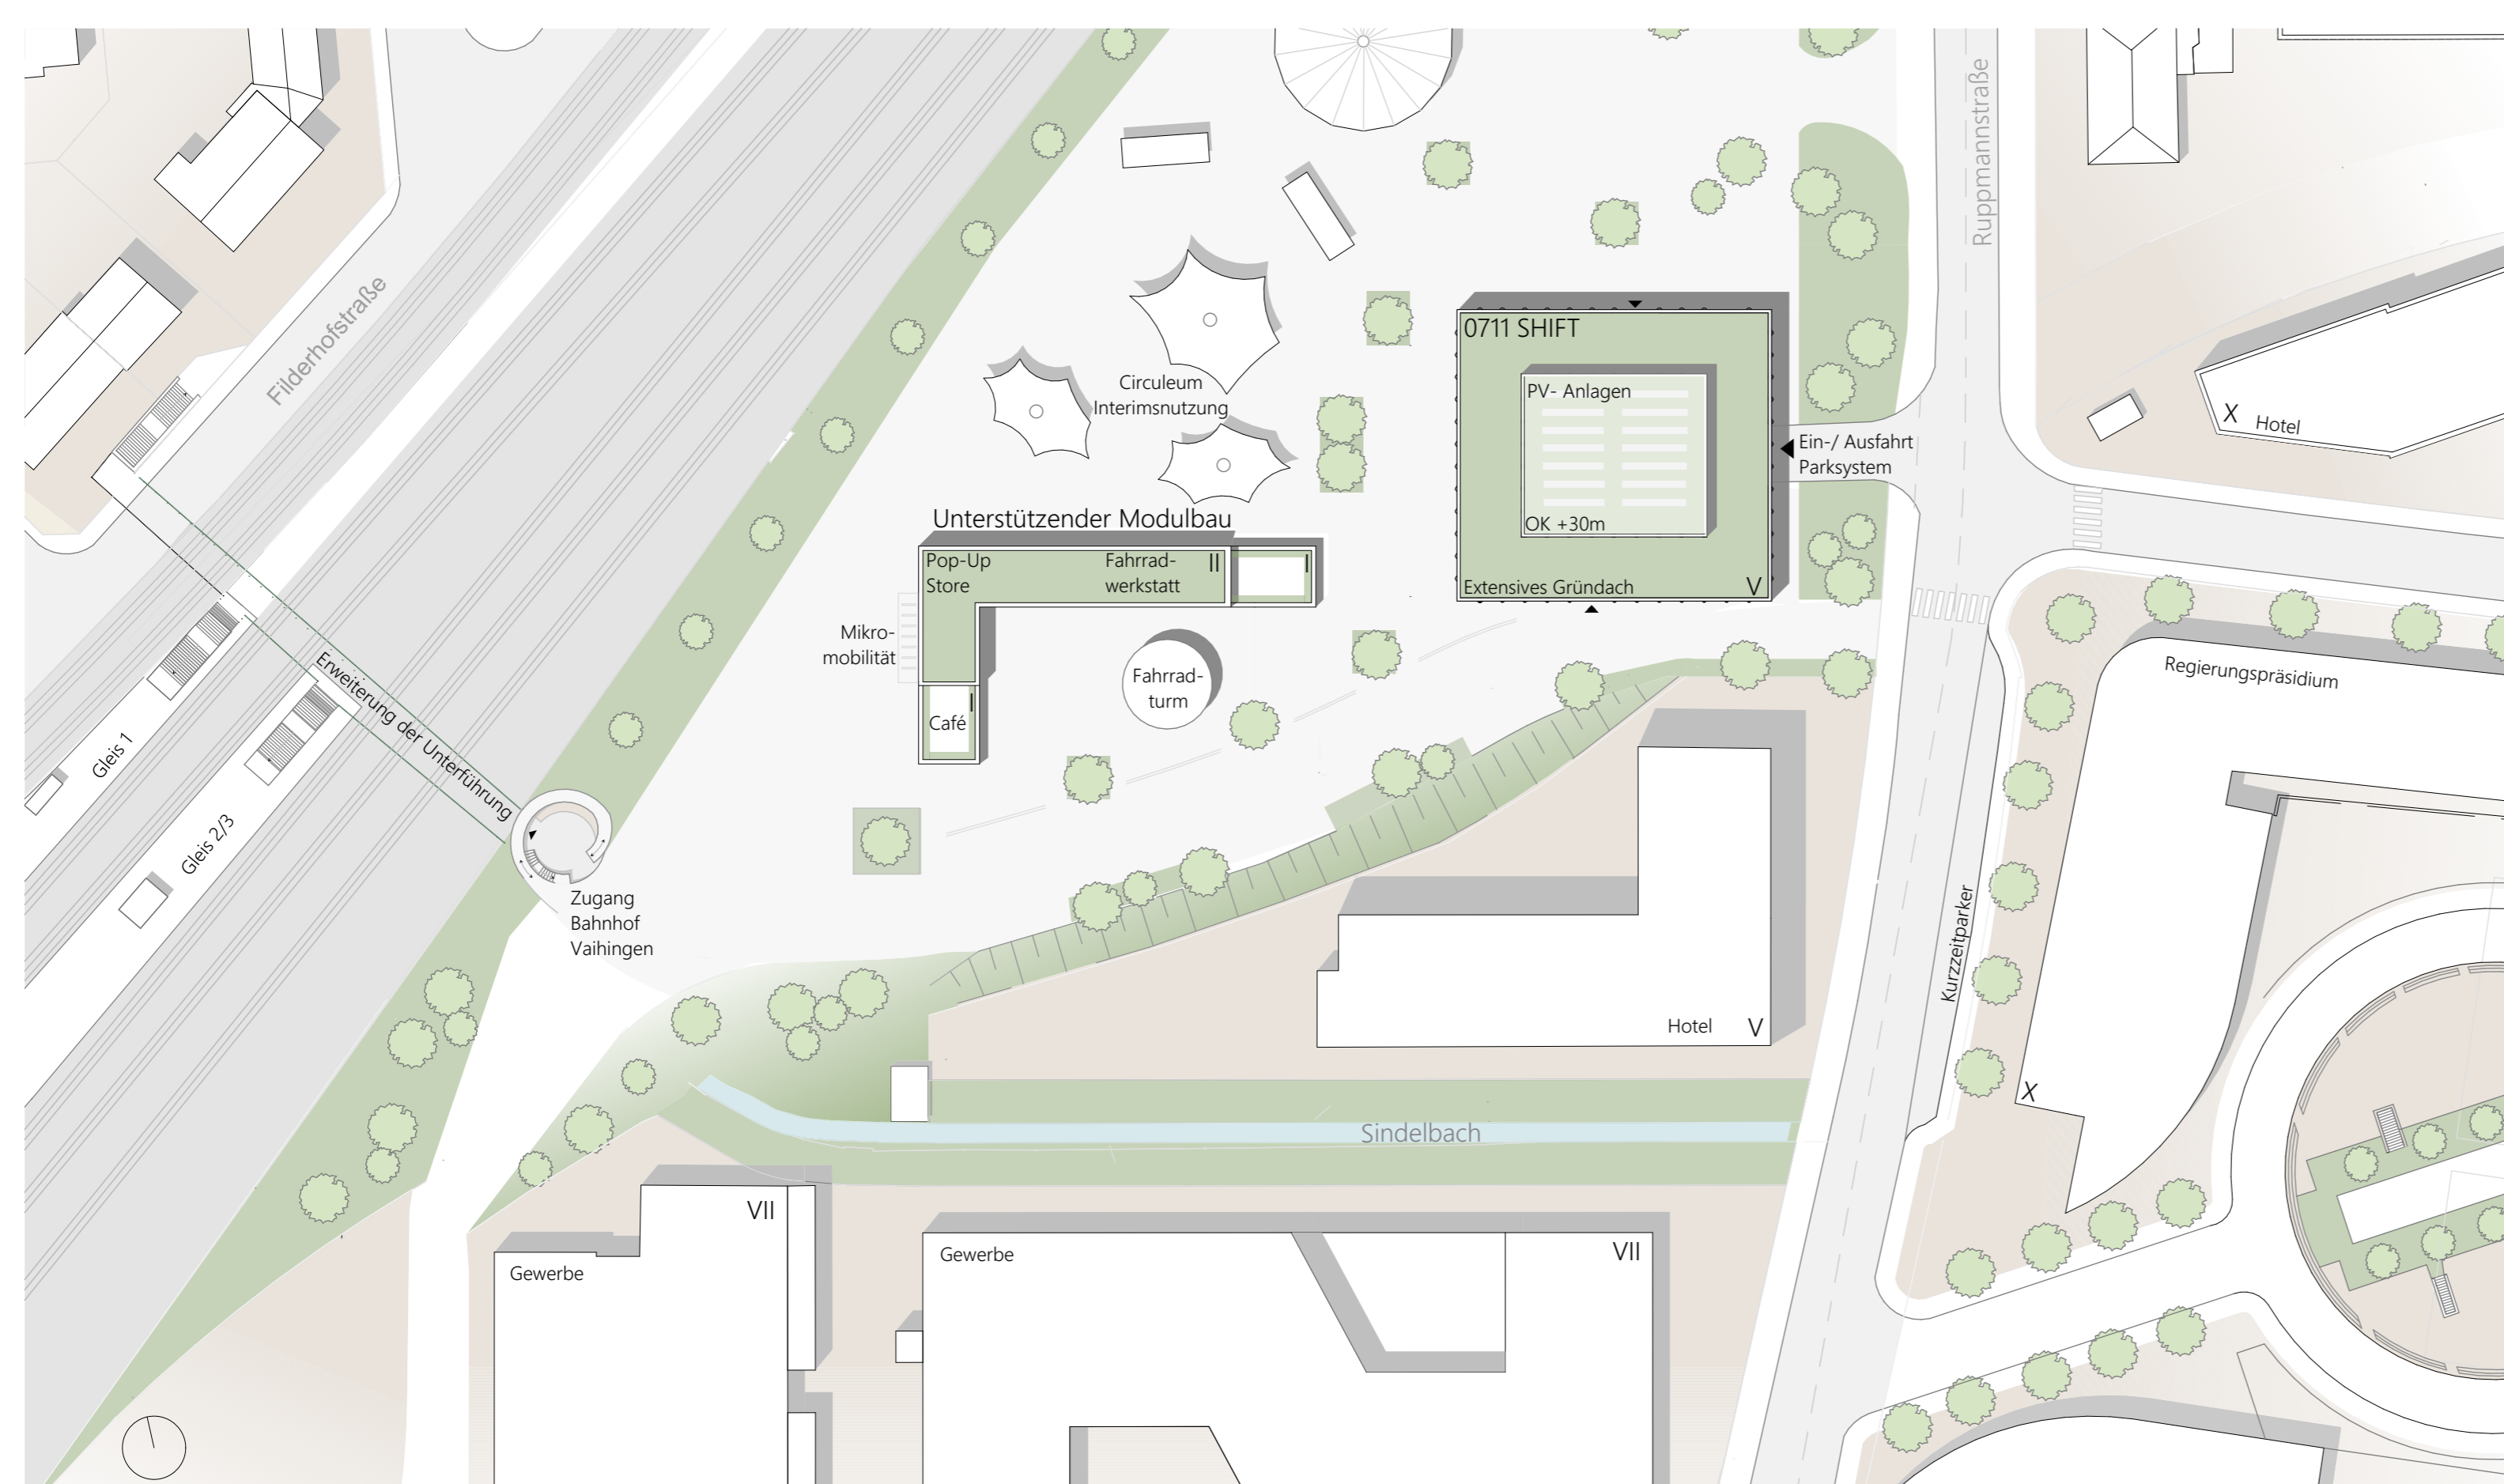 Ruppmannstraße
Filderhofstraße
0711 SHIFT
PV- Anlagen
OK +30m
Extensives Gründach
V
Circuleum
Interimsnutzung
X
Hotel
Ein-/ Ausfahrt
Parksystem
Unterstützender Modulbau
Pop-Up
Store
Fahrrad-
werkstatt
II
I
Mikro-
mobilität
Fahrrad-
turm
I
Café
Erweiterung der Unterführung
Gleis 1
Gleis 2/3
Regierungspräsidium
Zugang
Bahnhof
Vaihingen
Kurzzeitparker
Hotel
V
X
Sindelbach
VII
Gewerbe
Gewerbe
VII